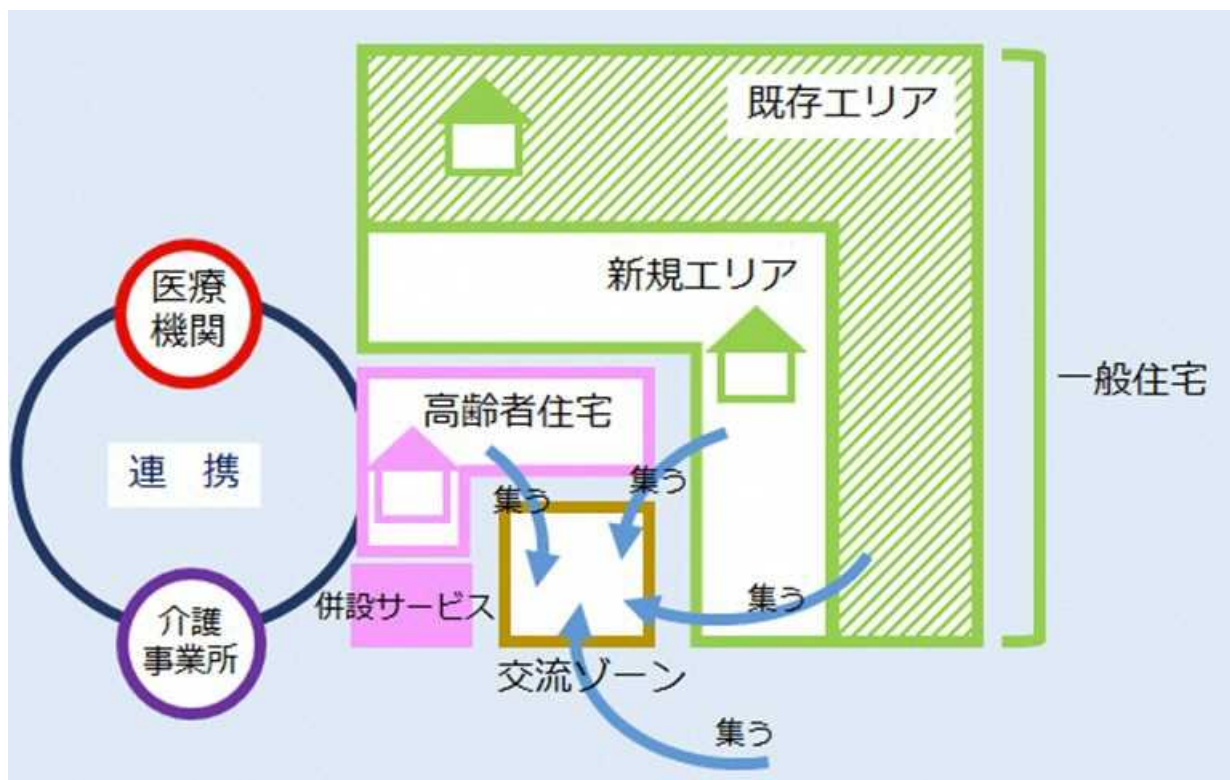 既存エリア
新規エリア
医療
機関
一般住宅
高齢者住宅
連 携
集う
集う
併設サービス
集う
介護
事業所
交流ゾーン
集う